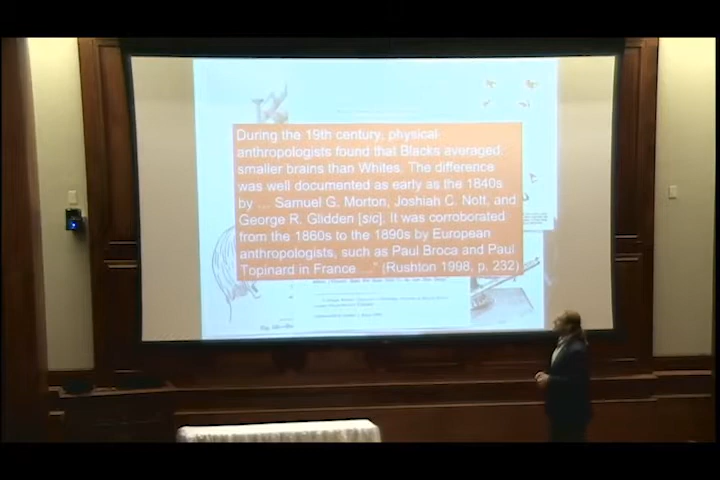 During the 19th century, physical
anthropologists found that Blacks averaged
smaller brains than Whites. The difference
was well documented as early as the 1840s
by … Samuel G. Morton, Joshiah C. Nott, and
George R. Glidden [sic]. It was corroborated
from the 1860s to the 1890s by European
anthropologists, such as Paul Broca and Paul
Topinard in France …." (Rushton 1998, p. 232)